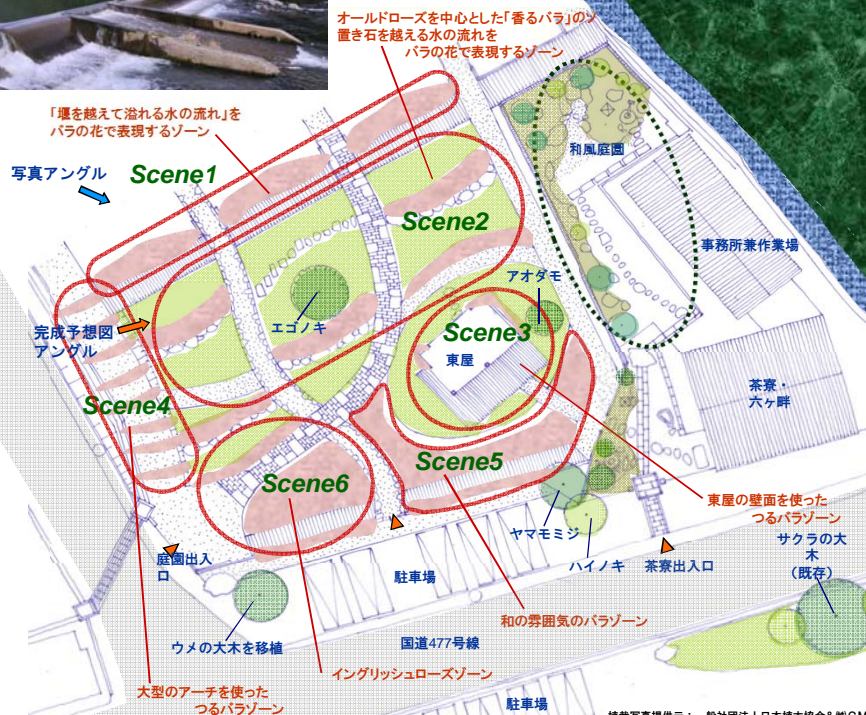 オールドローズを中心とした「香るバラ」のゾ
置き石を越える水の流れを
バラの花で表現するゾーン
「堰を越えて溢れる水の流れ」を
バラの花で表現するゾーン
写真アングル
Scene1
和風庭園
Scene2
事務所兼作業場
アオダモ
エゴノキ
Scene3
東屋
完成予想図
アングル
茶寮・
六ヶ畔
Scene4
Scene5
Scene6
東屋の壁面を使った
つるバラゾーン
ヤマモミジ
ハイノキ
茶寮出入口
サクラの大
木
（既存）
庭園出入
口
駐車場
和の雰囲気のバラゾーン
ウメの大木を移植
国道477号線
イングリッシュローズゾーン
大型のアーチを使った
つるバラゾーン
駐車場